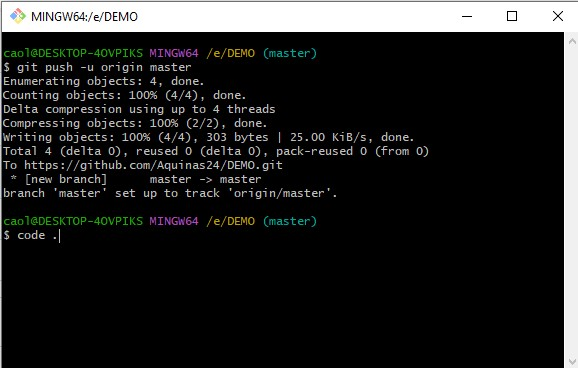 MINGW64:/e/DEMO
caol@DESKTOP-4OVPIKS MINGW64 /e/DEMO (master)
$ git push -u origin master
Enumerating objects: 4, done.
Counting objects: 100% (4/4), done.
Delta compression using up to 4 threads
Compressing objects: 100% (2/2), done.
Writing objects: 100% (4/4), 303 bytes | 25.00 KiB/s, done.
Total 4 (delta 0), reused 0 (delta 0), pack-reused 0 (from 0)
To https://github.com/Aquinas24/DEMO.git
 * [new branch]      master -> master
branch 'master' set up to track 'origin/master'.
caol@DESKTOP-4OVPIKS MINGW64 /e/DEMO (master)
$ code .